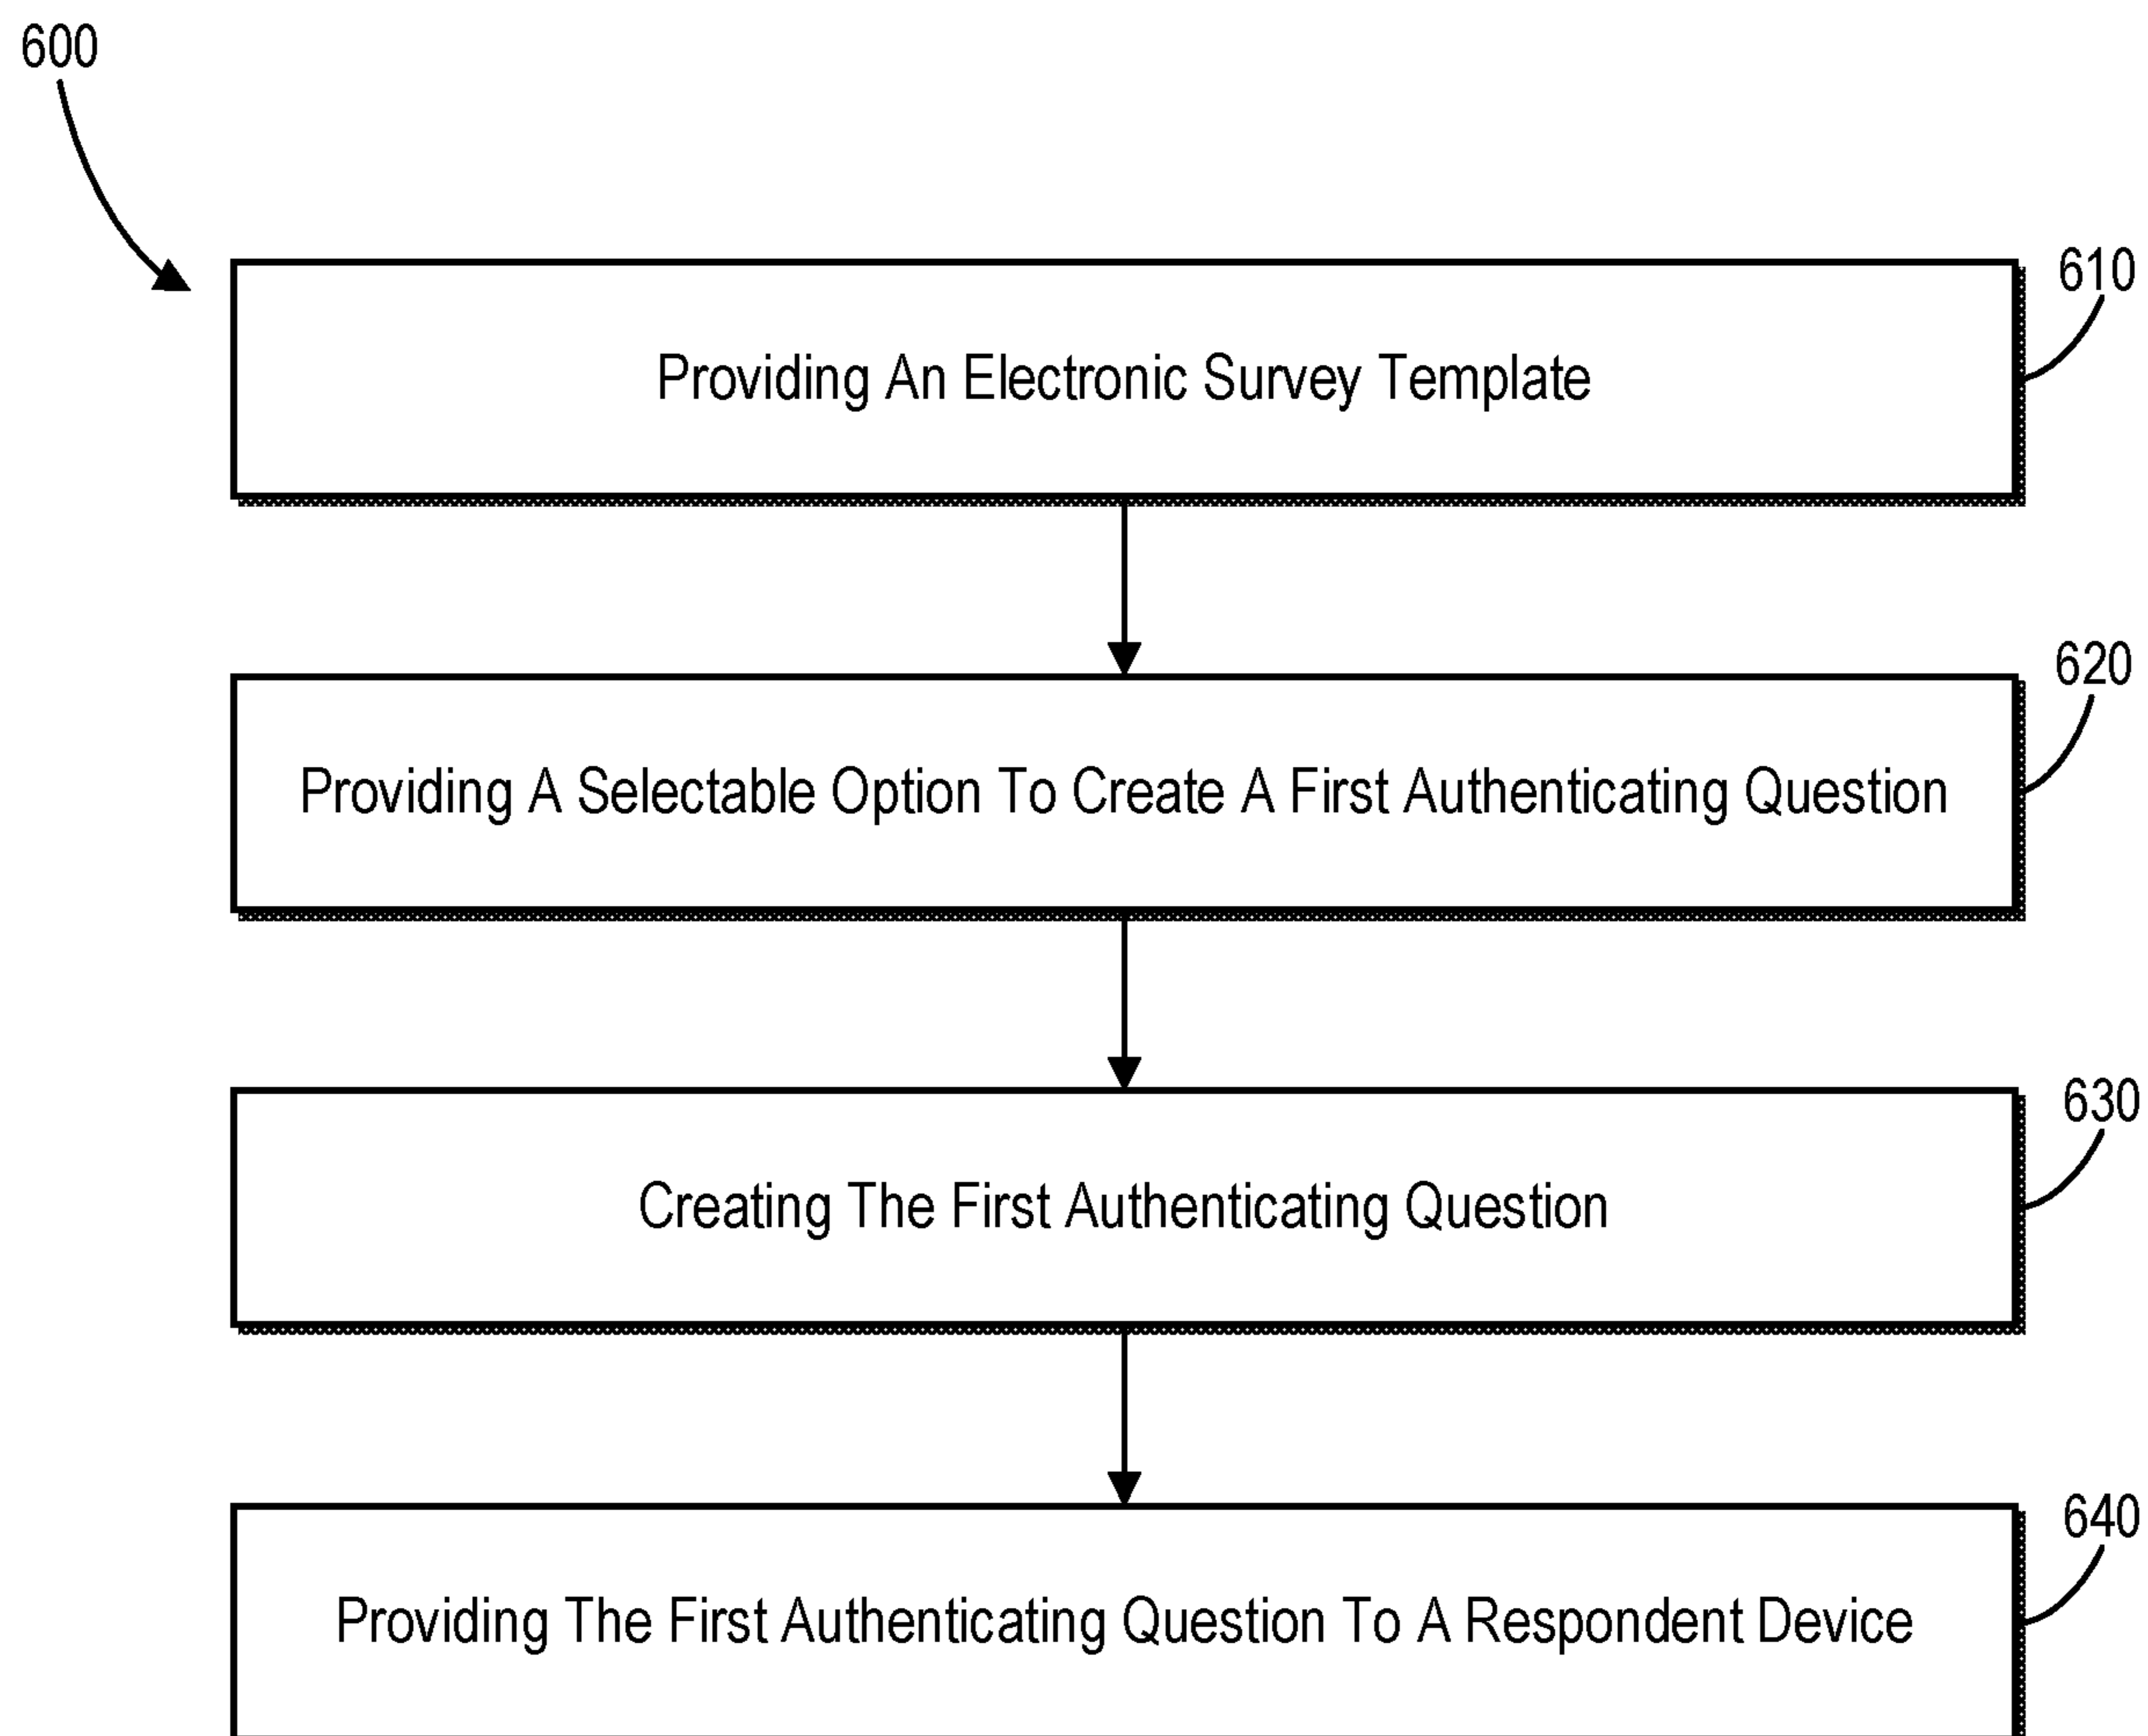 600
610
Providing An Electronic Survey Template
620
Providing A Selectable Option To Create A First Authenticating Question
630
Creating The First Authenticating Question
640
Providing The First Authenticating Question To A Respondent Device